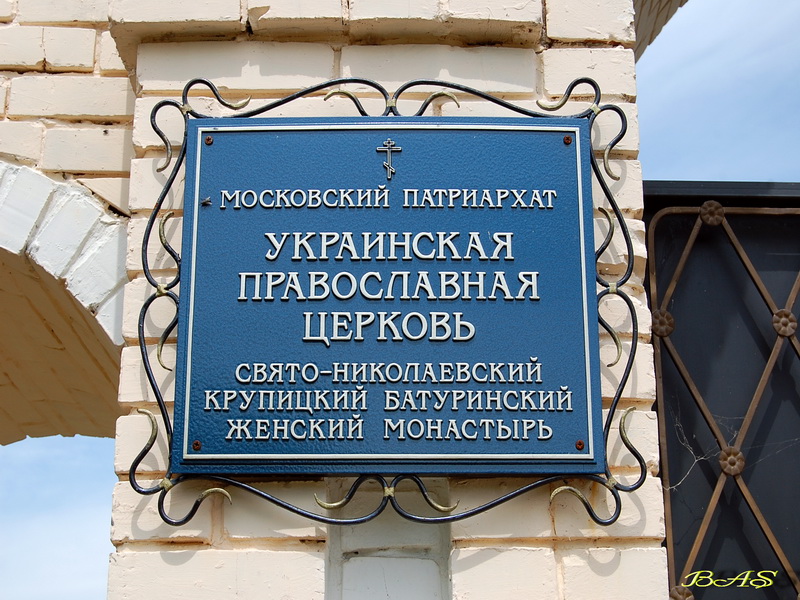 МОСКОВСКИЙ ПАТРИАРХАТ
УКРАИНСКАЯ
ПРАВОСЛАВНАЯ
ЦЕРКОВЬ
СВЯТО-НИКОЛАЕВСКИЙ
КРУПИЦКИЙ БАТУРИНСКИЙ
ЖЕНСКИЙ МОНАСТЫРЬ
BAS